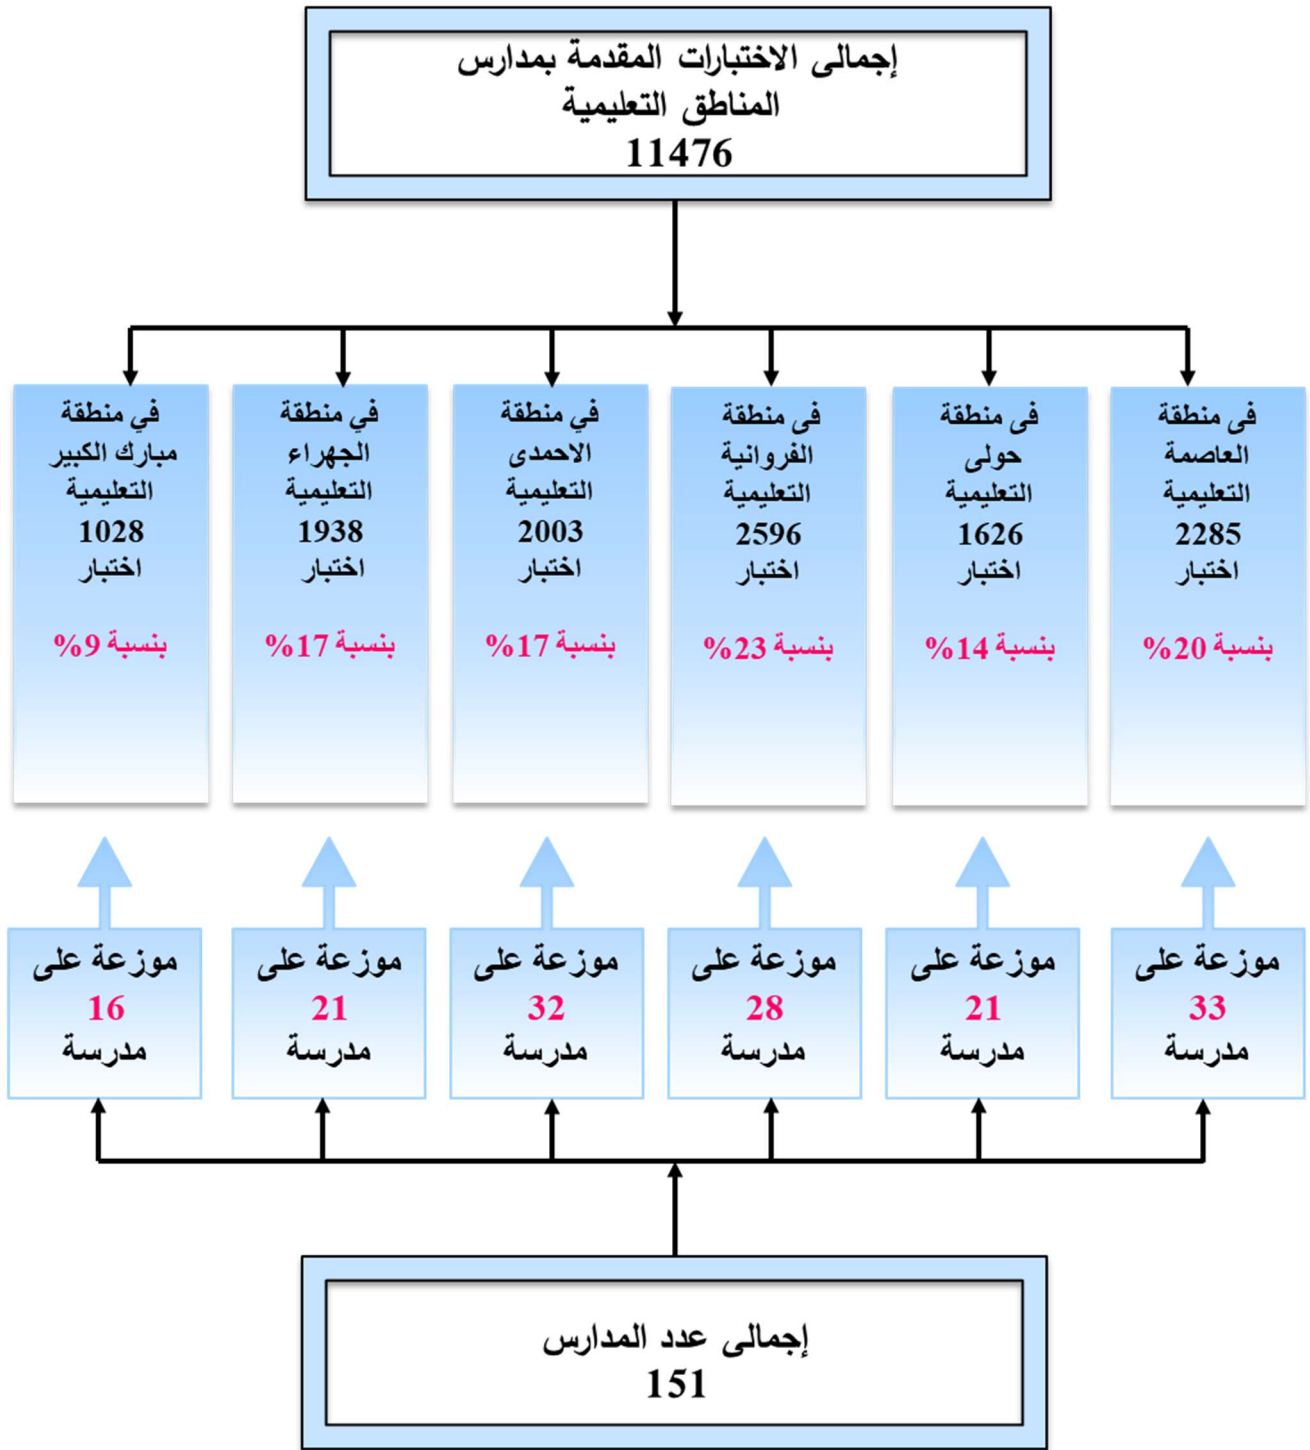 إجمالى الاختبارات المقدمة بمدارس
المناطق التعليمية
11476
فى منطقة
العاصمة
التعليمية
2285
اختبار
بنسبة 20%
فى منطقة
حولى
التعليمية
1626
اختبار
بنسبة 14%
فى منطقة
الفروانية
التعليمية
2596
اختبار
بنسبة 23%
في منطقة
الاحمدى
التعليمية
2003
اختبار
بنسبة 17%
في منطقة
الجهراء
التعليمية
1938
اختبار
بنسبة 17%
في منطقة
مبارك الكبير
التعليمية
1028
اختبار
بنسبة 9%
موزعة على
33
مدرسة
موزعة على
21
مدرسة
موزعة على
28
مدرسة
موزعة على
32
مدرسة
موزعة على
21
مدرسة
موزعة على
16
مدرسة
إجمالى عدد المدارس
151